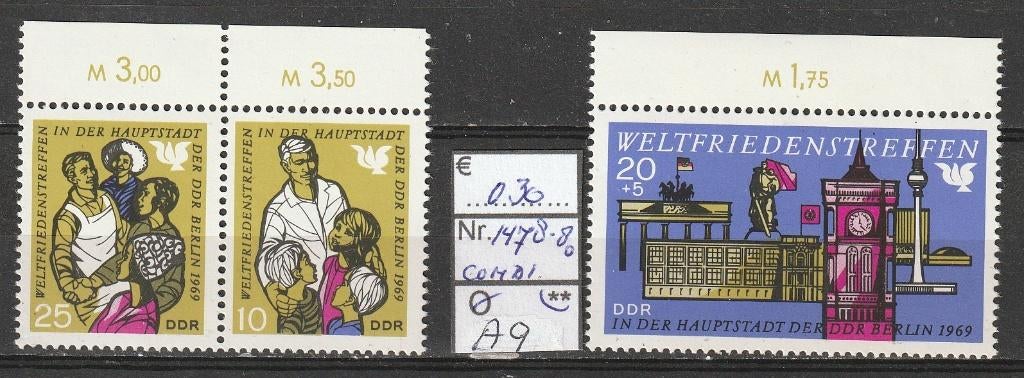 M 3,00
M 3,50
WELTFRIEDENSTREFFEN IN DER HAUPTSTADT DER DDR BERLIN 1969
25
DDR
WELTFRIEDENSTREFFEN IN DER HAUPTSTADT DER DDR BERLIN 1969
10
DDR
€
0.30
Nr. 1478-80
COMBI.
**
A9
M 1,75
WELTFRIEDENSTREFFEN
20
+5
DDR
IN DER HAUPTSTADT DER DDR BERLIN 1969